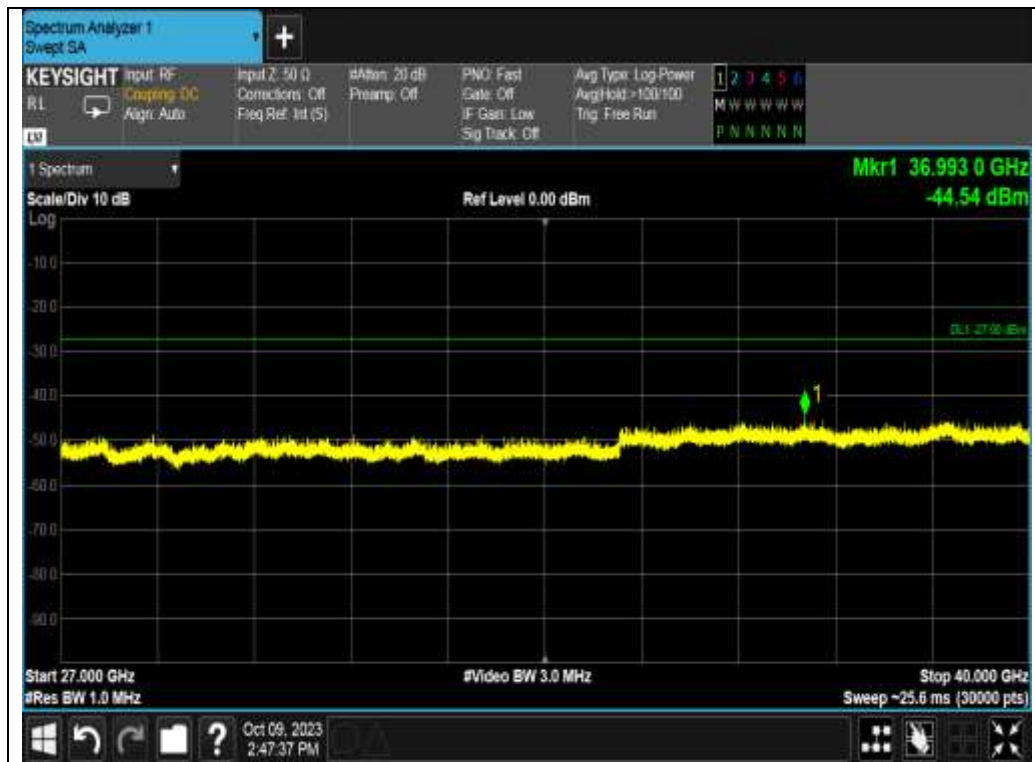 Spectrum Analyzer 1
Swept SA
+
KEYSIGHT
RL
LXI
Input: RF
Coupling: DC
Align: Auto
Input Z: 50 Ω
Corrections: Off
Freq Ref: Int (S)
#Atten: 20 dB
Preamp: Off
PNO: Fast
Gate: Off
IF Gain: Low
Sig Track: Off
Avg Type: Log-Power
Avg|Hold: >100/100
Trig: Free Run
1 2 3 4 5 6
M W W W W W
P N N N N N
1 Spectrum
Mkr1 36.993 0 GHz
Scale/Div 10 dB
Ref Level 0.00 dBm
-44.54 dBm
Log
-10.0
-20.0
DL1 -27.00 dBm
-30.0
-40.0
1
-50.0
-60.0
-70.0
-80.0
-90.0
Start 27.000 GHz
#Video BW 3.0 MHz
Stop 40.000 GHz
#Res BW 1.0 MHz
Sweep ~25.6 ms (30000 pts)
?
Oct 09, 2023
2:47:37 PM